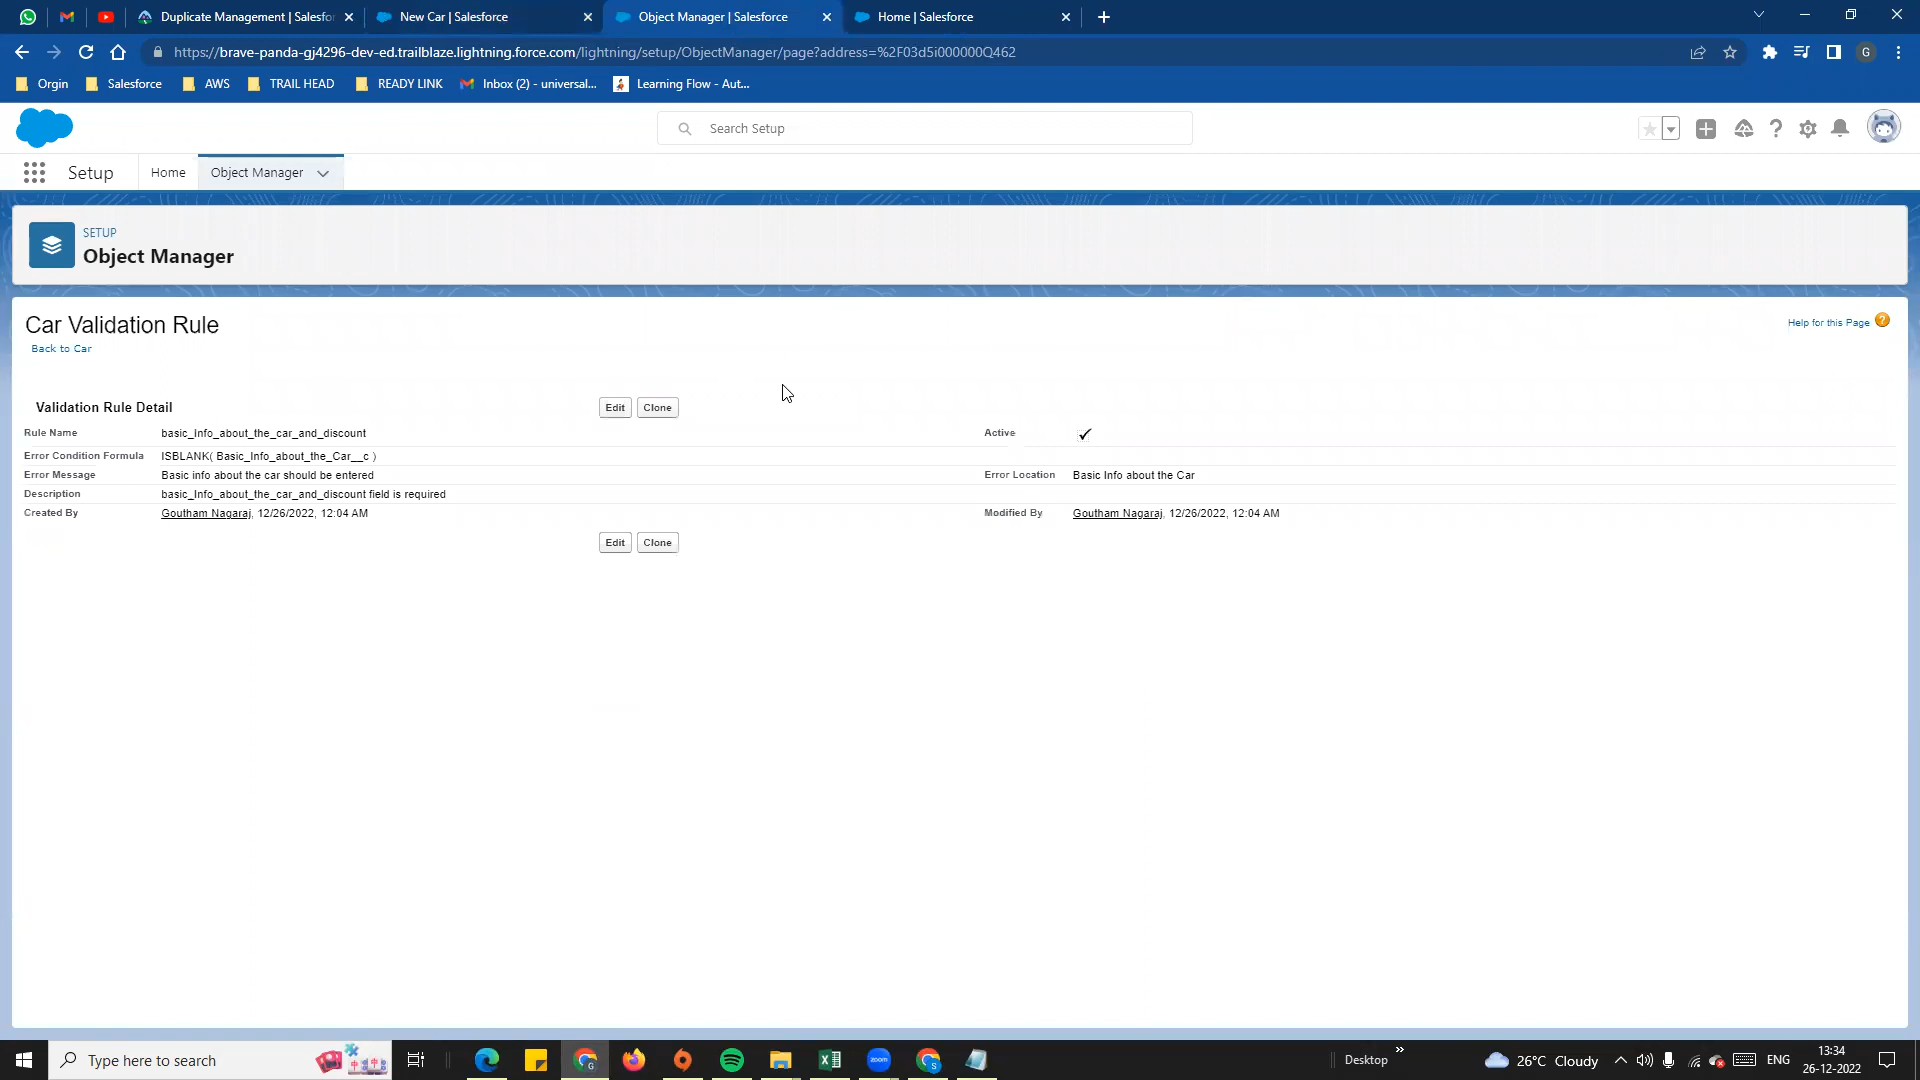 Duplicate Management | Salesfor
New Car | Salesforce
Object Manager | Salesforce
Home | Salesforce
https://brave-panda-gj4296-dev-ed.trailblaze.lightning.force.com/lightning/setup/ObjectManager/page?address=%2F03d5i000000Q462
G
Orgin
Salesforce
AWS
TRAIL HEAD
READY LINK
Inbox (2) - universal...
Learning Flow - Aut...
Search Setup
Setup
Home
Object Manager
SETUP
Object Manager
Car Validation Rule
Help for this Page
Back to Car
Validation Rule Detail
Edit
Clone
Rule Name basic_Info_about_the_car_and_discount
Active
Error Condition Formula ISBLANK( Basic_Info_about_the_Car__c )
Error Message Basic info about the car should be entered
Error Location Basic Info about the Car
Description basic_Info_about_the_car_and_discount field is required
Created By Goutham Nagaraj, 12/26/2022, 12:04 AM
Modified By Goutham Nagaraj, 12/26/2022, 12:04 AM
Edit
Clone
Type here to search
zoom
Desktop
26°C Cloudy
ENG
13:34
26-12-2022